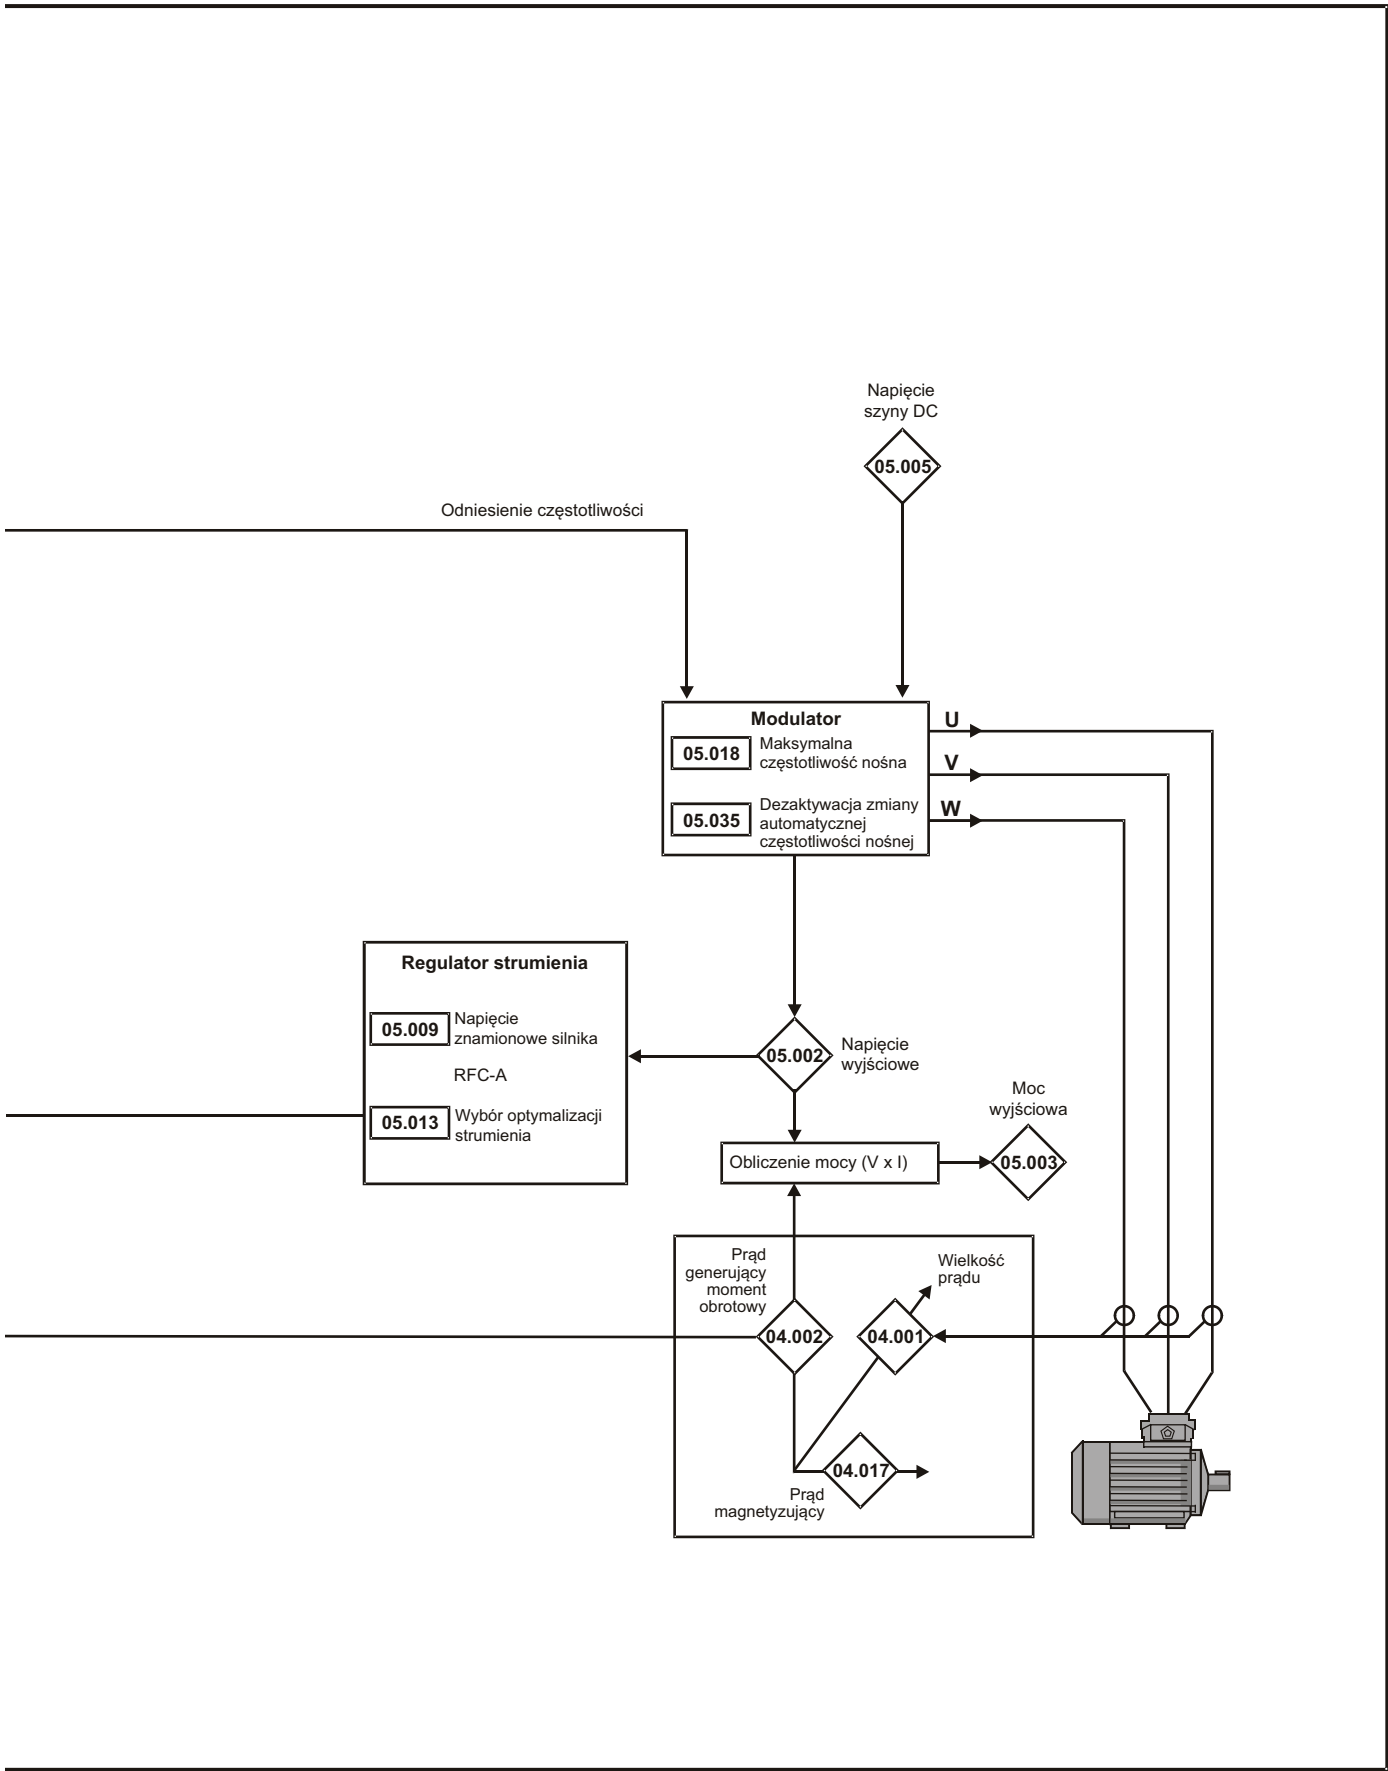 Napięcie
szyny DC
05.005
Odniesienie częstotliwości
Modulator
05.018
Maksymalna
częstotliwość nośna
05.035
Dezaktywacja zmiany
automatycznej
częstotliwości nośnej
U
V
W
Regulator strumienia
05.009
Napięcie
znamionowe silnika
RFC-A
05.013
Wybór optymalizacji
strumienia
05.002
Napięcie
wyjściowe
Moc
wyjściowa
Obliczenie mocy (V x I)
05.003
Prąd
generujący
moment
obrotowy
04.002
Wielkość
prądu
04.001
04.017
Prąd
magnetyzujący